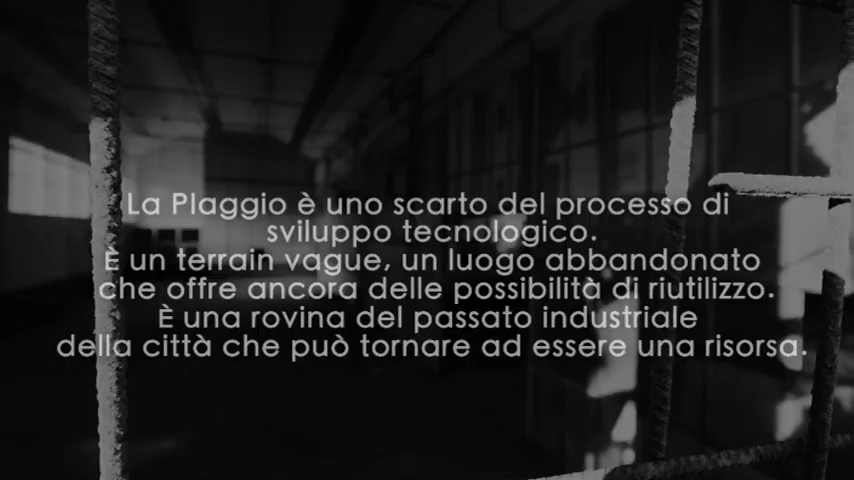 La Plaggio è uno scarto del processo di
sviluppo tecnologico.
È un terrain vague, un luogo abbandonato
che offre ancora delle possibilità di riutilizzo.
È una rovina del passato industriale
della città che può tornare ad essere una risorsa.